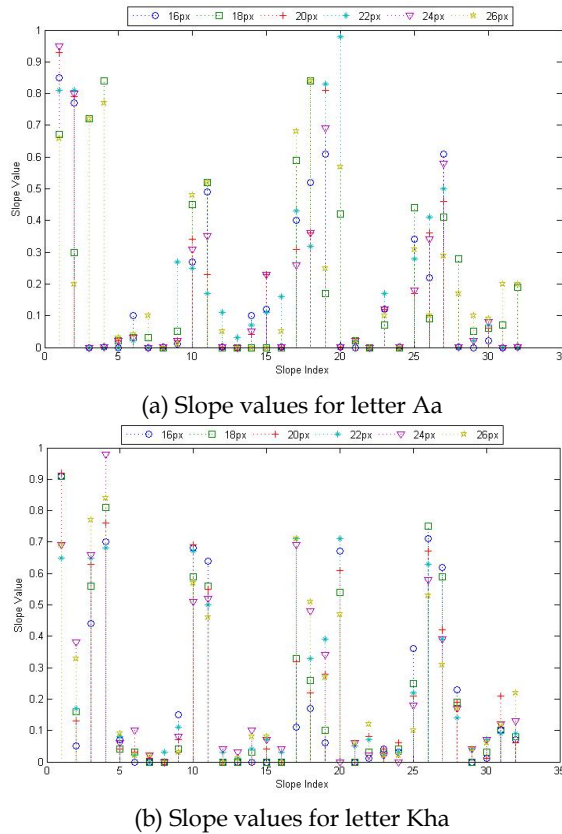 16px 18px 20px 22px 24px 26px
1
0.9
0.8
0.7
0.6
0.5
0.4
0.3
0.2
0.1
0
Slope Value
0 5 10 15 20 25 30 35
Slope Index
(a) Slope values for letter Aa
16px 18px 20px 22px 24px 26px
1
0.9
0.8
0.7
0.6
0.5
0.4
0.3
0.2
0.1
0
Slope Value
0 5 10 15 20 25 30 35
Slope Index
(b) Slope values for letter Kha